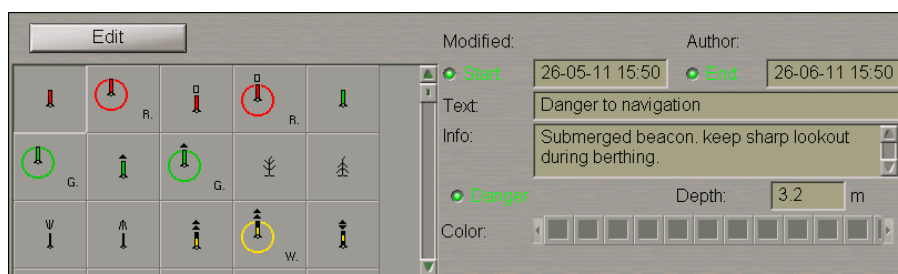 Edit
Modified: Author:
Start 26-05-11 15:50 End 26-06-11 15:50
Text: Danger to navigation
Info: Submerged beacon. keep sharp lookout
during berthing.
Danger Depth: 3.2 m
Color:
R. R.
G. G.
W.